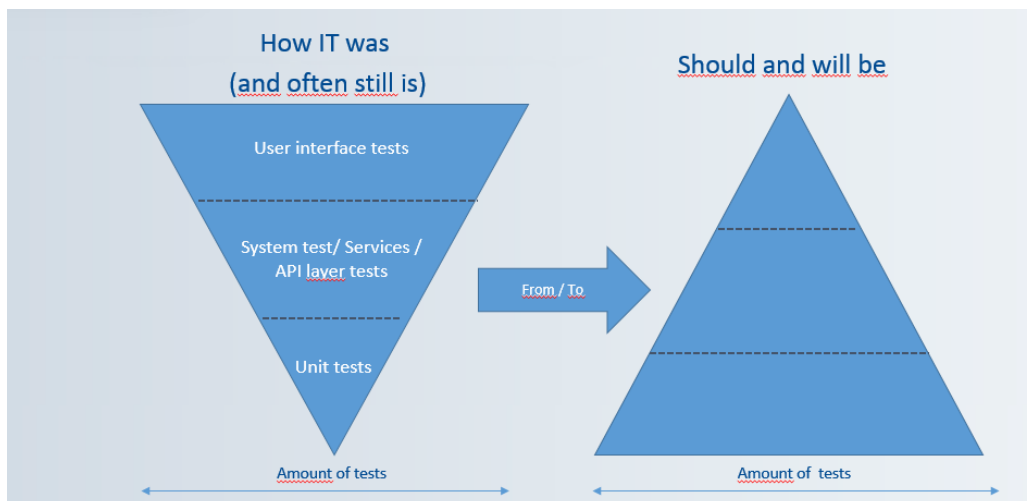 How IT was
(and often still is)
Should and will be
User interface tests
System test/ Services /
API layer tests
From / To
Unit tests
Amount of tests
Amount of  tests